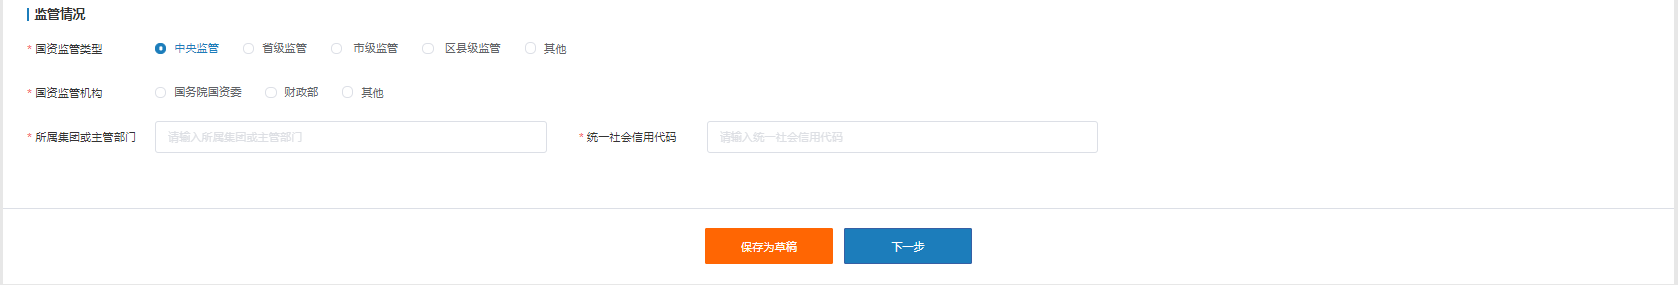 监管情况
* 国资监管类型 中央监管 省级监管 市级监管 区县级监管 其他
* 国资监管机构 国务院国资委 财政部 其他
* 所属集团或主管部门 请输入所属集团或主管部门 * 统一社会信用代码 请输入统一社会信用代码
保存为草稿 下一步